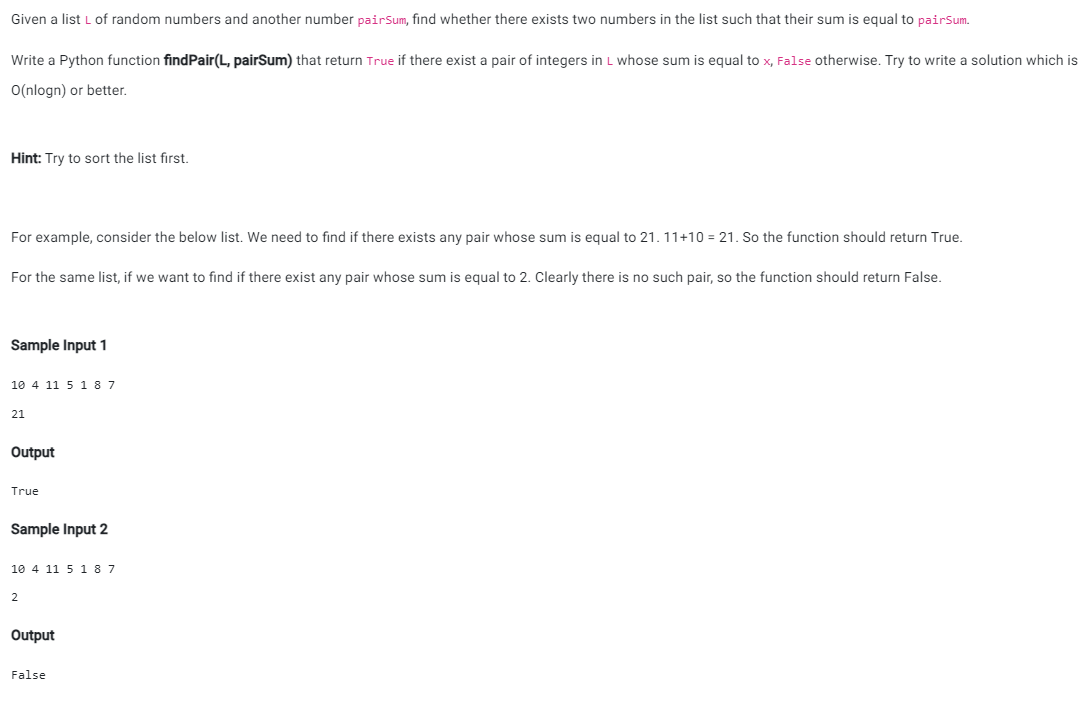 Given a list L of random numbers and another number pairSum, find whether there exists two numbers in the list such that their sum is equal to pairSum.
Write a Python function findPair(L, pairSum) that return True if there exist a pair of integers in L whose sum is equal to x, False otherwise. Try to write a solution which is
O(nlogn) or better.
Hint: Try to sort the list first.
For example, consider the below list. We need to find if there exists any pair whose sum is equal to 21. 11+10 = 21. So the function should return True.
For the same list, if we want to find if there exist any pair whose sum is equal to 2. Clearly there is no such pair, so the function should return False.
Sample Input 1
10 4 11 5 1 8 7
21
Output
True
Sample Input 2
10 4 11 5 1 8 7
2
Output
False